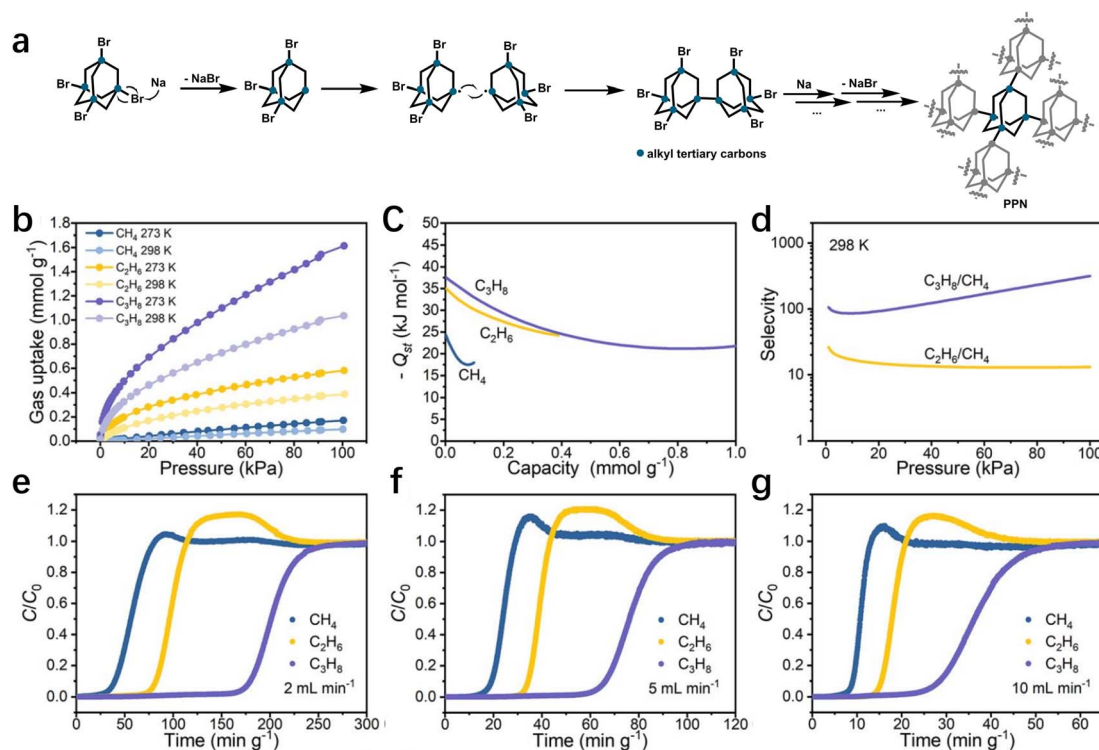 a
Br
Br
Br
Br
Na
- NaBr
Br
Br
Br
Br
Br
Br
Br
Br
Br
Br
Br
Br
Br
Br
Na
- NaBr
...
...
alkyl tertiary carbons
PPN
b
Gas uptake (mmol g⁻¹)
1.8
1.6
1.4
1.2
1.0
0.8
0.6
0.4
0.2
0.0
CH₄ 273 K
CH₄ 298 K
C₂H₆ 273 K
C₂H₆ 298 K
C₃H₈ 273 K
C₃H₈ 298 K
0 20 40 60 80 100
Pressure (kPa)
C
- Qst (kJ mol⁻¹)
50
45
40
35
30
25
20
15
10
5
0
C₃H₈
C₂H₆
CH₄
0.0 0.2 0.4 0.6 0.8 1.0
Capacity (mmol g⁻¹)
d
Selecvity
1000
100
10
1
298 K
C₃H₈/CH₄
C₂H₆/CH₄
0 20 40 60 80 100
Pressure (kPa)
e
C/C₀
1.2
1.0
0.8
0.6
0.4
0.2
0.0
CH₄
C₂H₆
C₃H₈
2 mL min⁻¹
0 50 100 150 200 250 300
Time (min g⁻¹)
f
C/C₀
1.2
1.0
0.8
0.6
0.4
0.2
0.0
CH₄
C₂H₆
C₃H₈
5 mL min⁻¹
0 20 40 60 80 100 120
Time (min g⁻¹)
g
C/C₀
1.2
1.0
0.8
0.6
0.4
0.2
0.0
CH₄
C₂H₆
C₃H₈
10 mL min⁻¹
0 10 20 30 40 50 60
Time (min g⁻¹)